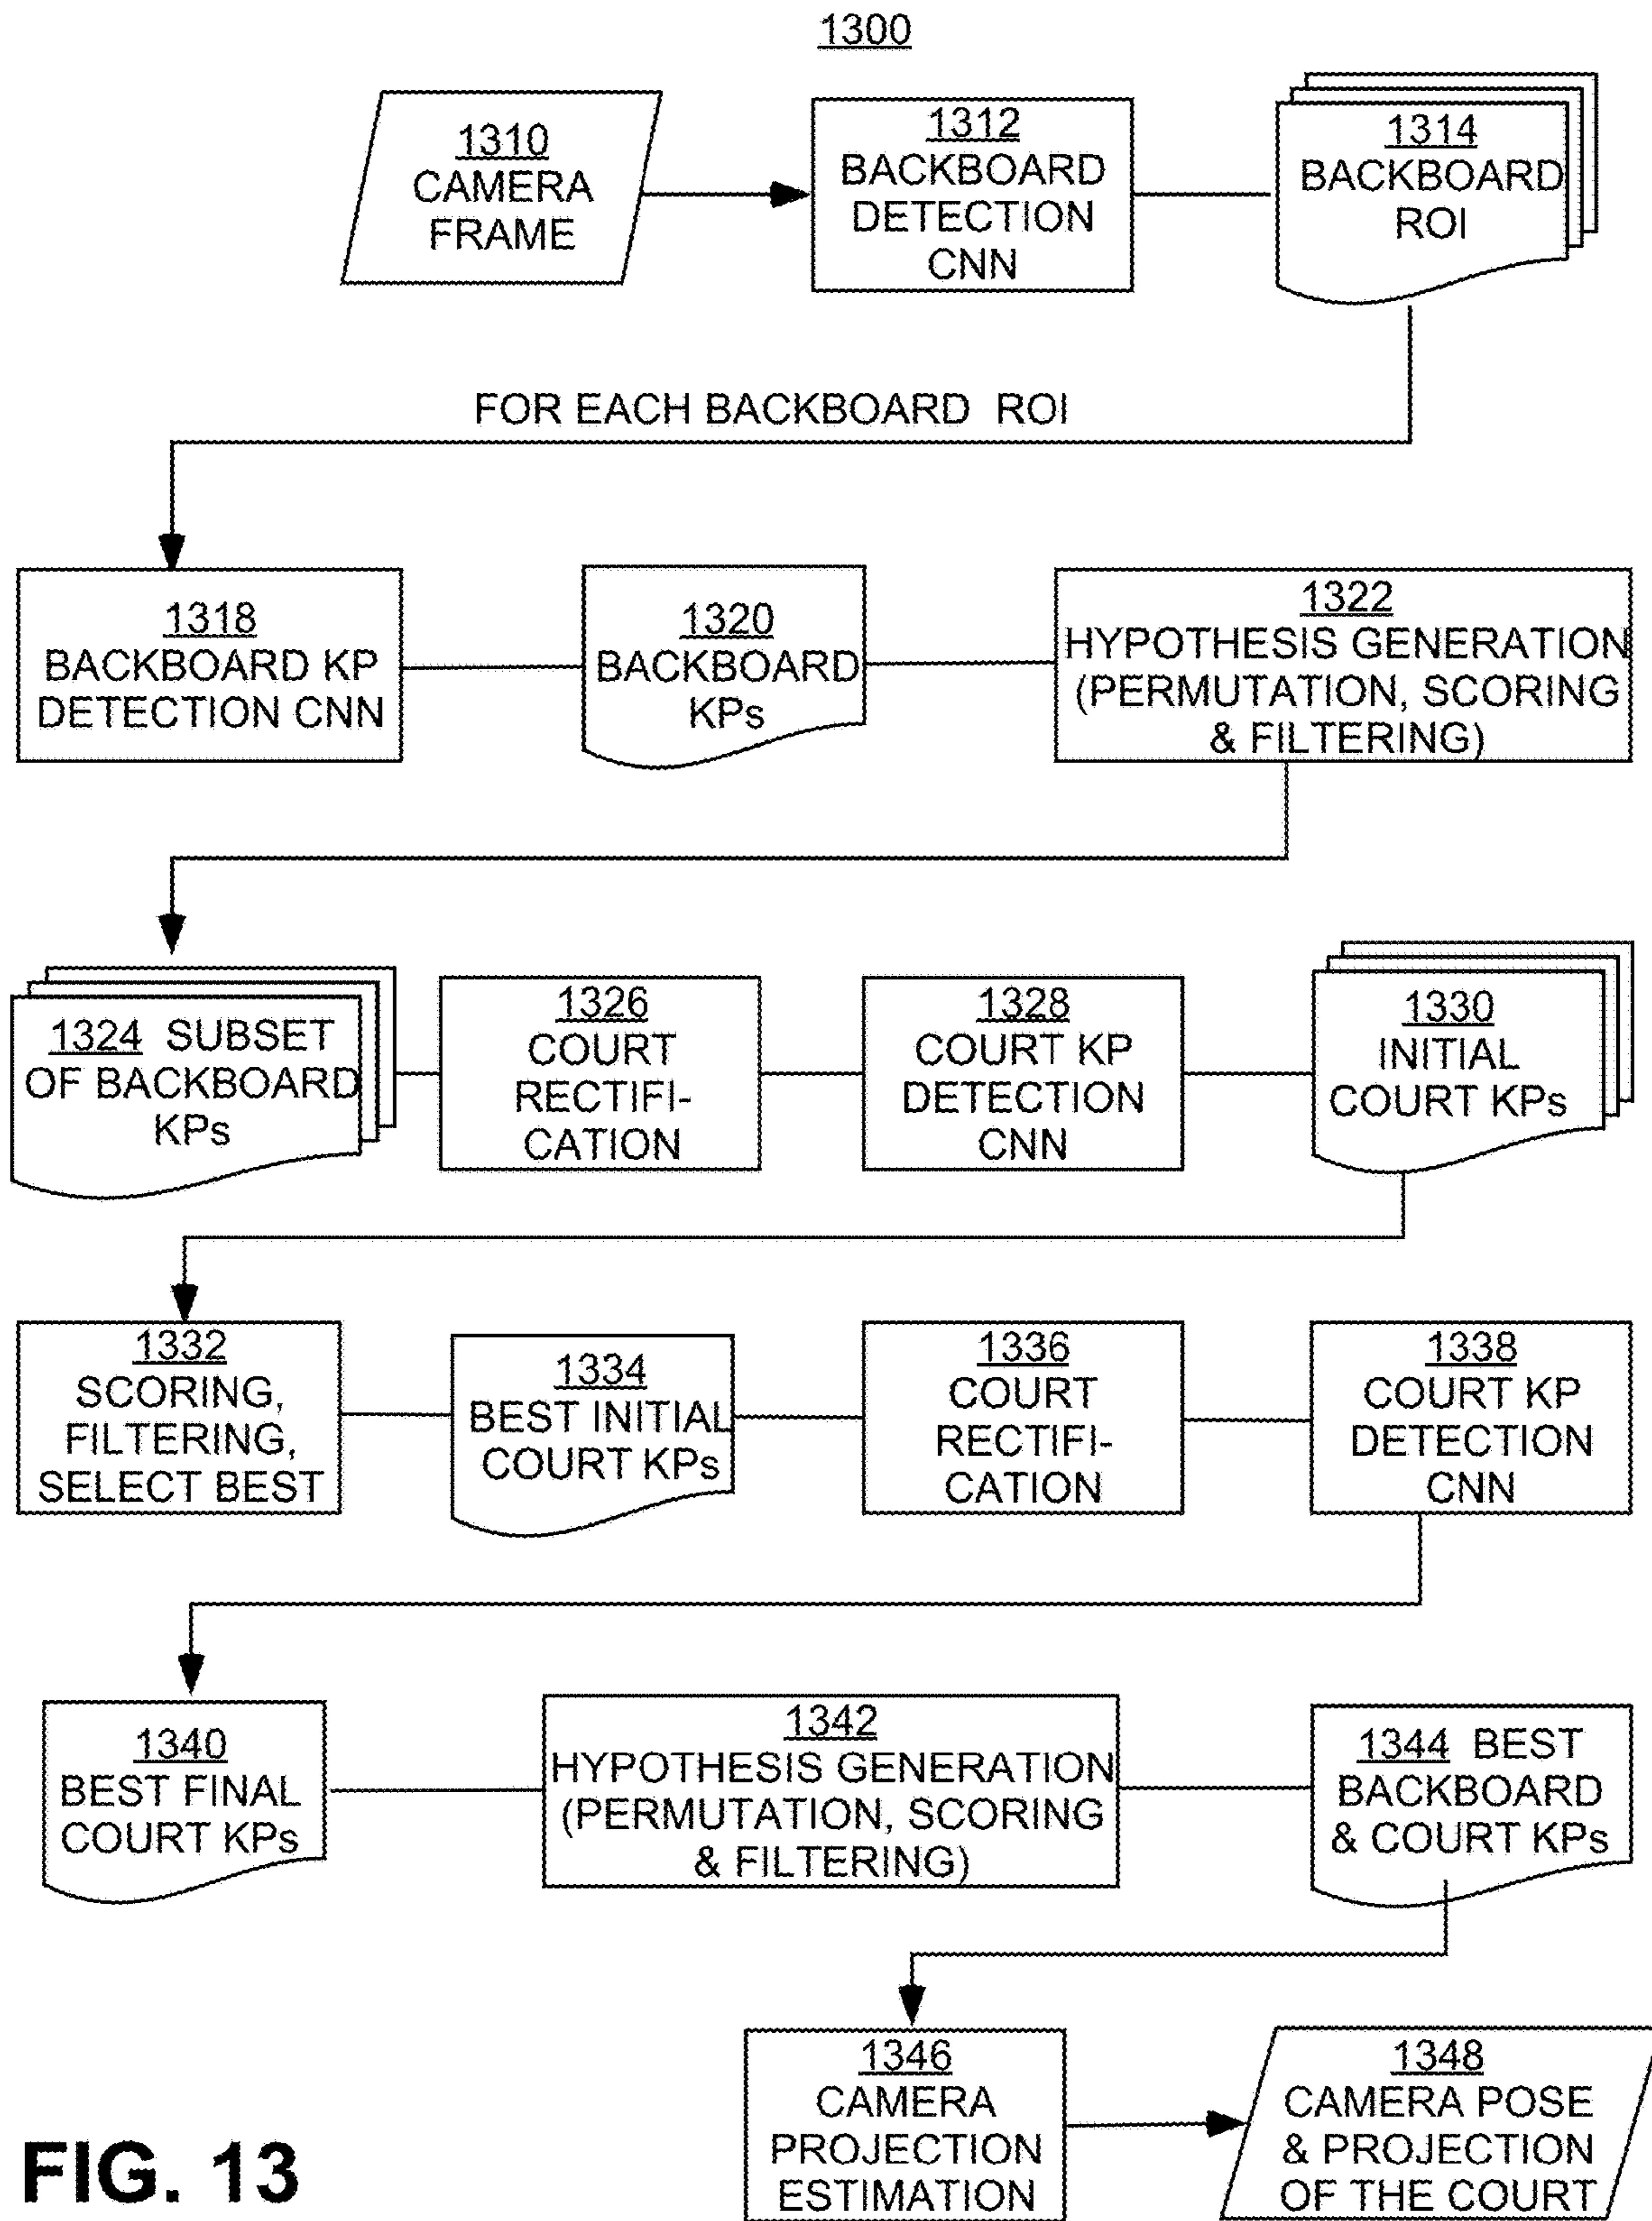 1300
1310
CAMERA
FRAME
1312
BACKBOARD
DETECTION
CNN
1314
BACKBOARD
ROI
FOR EACH BACKBOARD ROI
1318
BACKBOARD KP
DETECTION CNN
1320
BACKBOARD
KPs
1322
HYPOTHESIS GENERATION
(PERMUTATION, SCORING
& FILTERING)
1324 SUBSET
OF BACKBOARD
KPs
1326
COURT
RECTIFI-
CATION
1328
COURT KP
DETECTION
CNN
1330
INITIAL
COURT KPs
1332
SCORING,
FILTERING,
SELECT BEST
1334
BEST INITIAL
COURT KPs
1336
COURT
RECTIFI-
CATION
1338
COURT KP
DETECTION
CNN
1340
BEST FINAL
COURT KPs
1342
HYPOTHESIS GENERATION
(PERMUTATION, SCORING
& FILTERING)
1344 BEST
BACKBOARD
& COURT KPs
1346
CAMERA
PROJECTION
ESTIMATION
1348
CAMERA POSE
& PROJECTION
OF THE COURT
FIG. 13